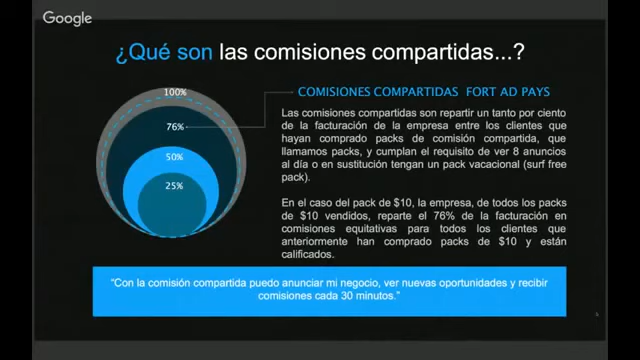 Google
¿Qué son las comisiones compartidas...?
100%
76%
50%
25%
COMISIONES COMPARTIDAS FORT AD PAYS
Las comisiones compartidas son repartir un tanto por ciento
de la facturación de la empresa entre los clientes que
hayan comprado packs de comisión compartida, que
llamamos packs, y cumplan el requisito de ver 8 anuncios
al día o en sustitución tengan un pack vacacional (surf free
pack).
En el caso del pack de $10, la empresa, de todos los packs
de $10 vendidos, reparte el 76% de la facturación en
comisiones equitativas para todos los clientes que
anteriormente han comprado packs de $10 y están
calificados.
“Con la comisión compartida puedo anunciar mi negocio, ver nuevas oportunidades y recibir
comisiones cada 30 minutos.”